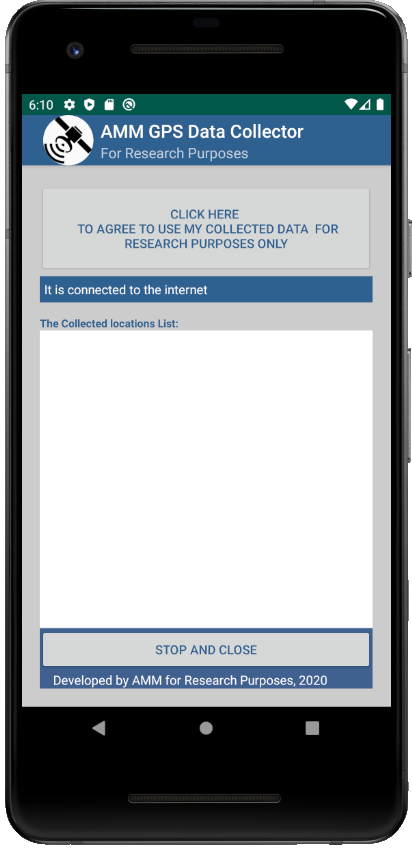 6:10
AMM GPS Data Collector
For Research Purposes
CLICK HERE
TO AGREE TO USE MY COLLECTED DATA  FOR
RESEARCH PURPOSES ONLY
It is connected to the internet
The Collected locations List:
STOP AND CLOSE
Developed by AMM for Research Purposes, 2020